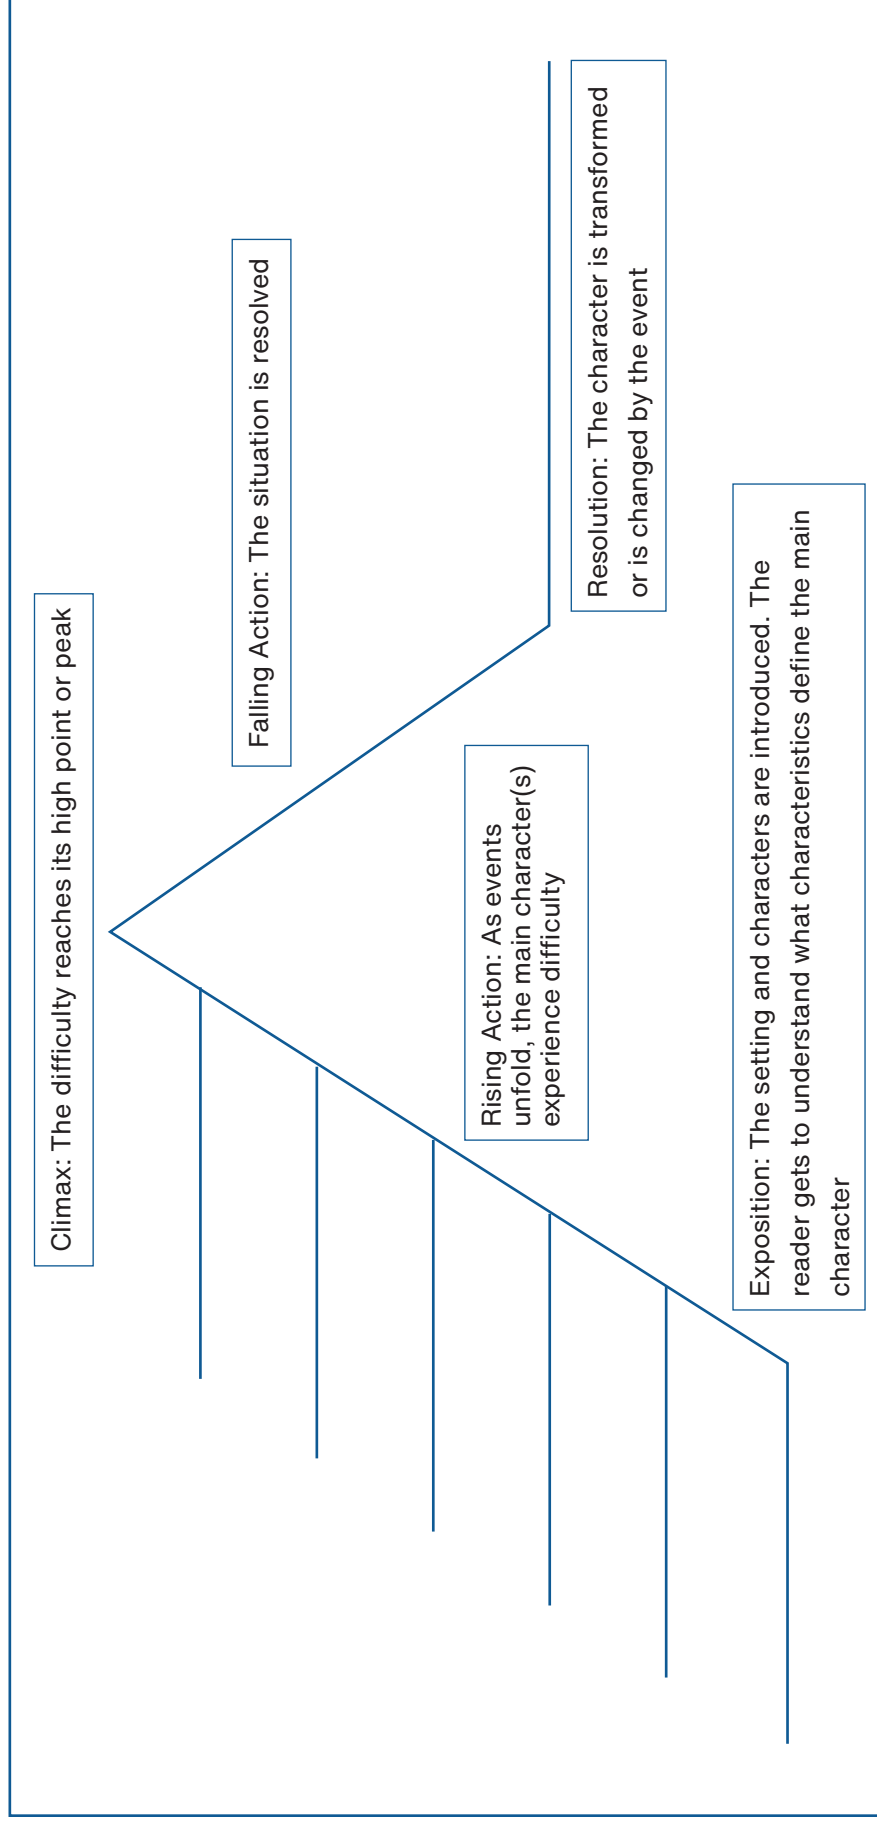 Climax: The difficulty reaches its high point or peak
Falling Action: The situation is resolved
Rising Action: As events
unfold, the main character(s)
experience difficulty
Resolution: The character is transformed
or is changed by the event
Exposition: The setting and characters are introduced. The
reader gets to understand what characteristics define the main
character